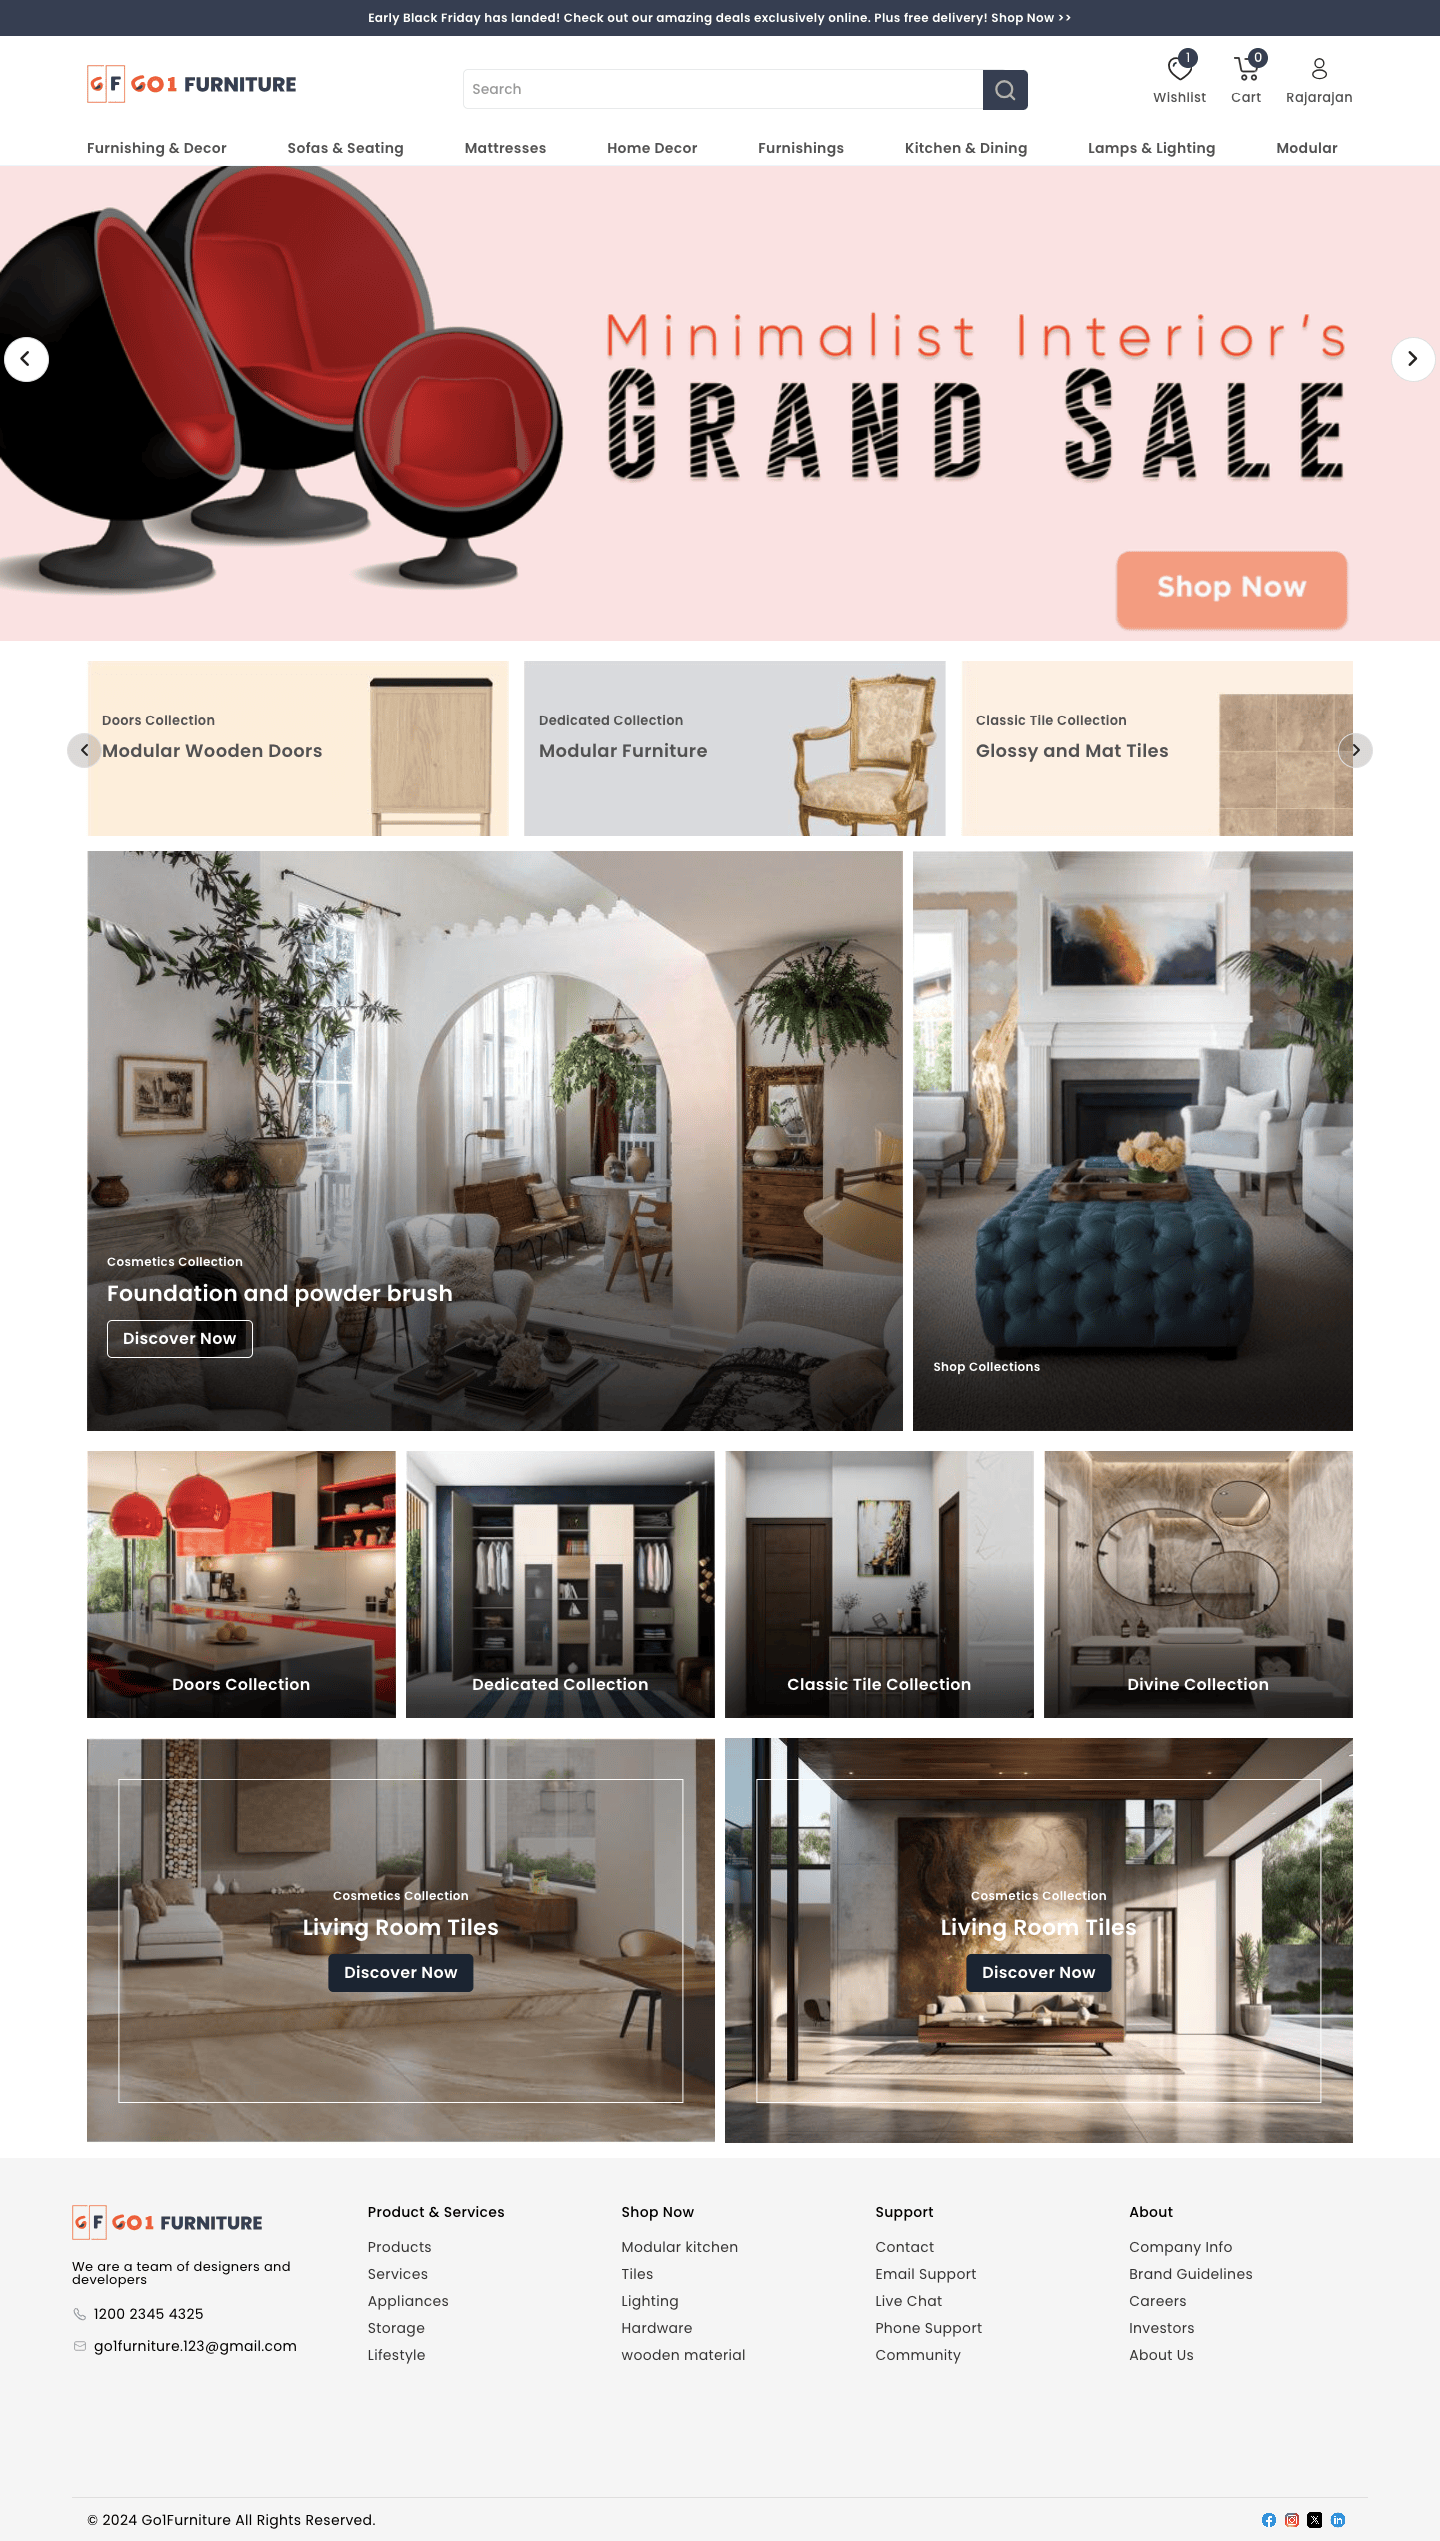 Early Black Friday has landed! Check out our amazing deals exclusively online. Plus free delivery! Shop Now >>
GF GO1 FURNITURE
Search
1
0
Wishlist
Cart
Rajarajan
Furnishing & Decor
Sofas & Seating
Mattresses
Home Decor
Furnishings
Kitchen & Dining
Lamps & Lighting
Modular
Minimalist Interior's
GRAND SALE
Shop Now
Doors Collection
Modular Wooden Doors
Dedicated Collection
Modular Furniture
Classic Tile Collection
Glossy and Mat Tiles
Cosmetics Collection
Foundation and powder brush
Discover Now
Shop Collections
Doors Collection
Dedicated Collection
Classic Tile Collection
Divine Collection
Cosmetics Collection
Living Room Tiles
Discover Now
Cosmetics Collection
Living Room Tiles
Discover Now
GF GO1 FURNITURE
We are a team of designers and
developers
1200 2345 4325
go1furniture.123@gmail.com
Product & Services
Products
Services
Appliances
Storage
Lifestyle
Shop Now
Modular kitchen
Tiles
Lighting
Hardware
wooden material
Support
Contact
Email Support
Live Chat
Phone Support
Community
About
Company Info
Brand Guidelines
Careers
Investors
About Us
© 2024 Go1Furniture All Rights Reserved.